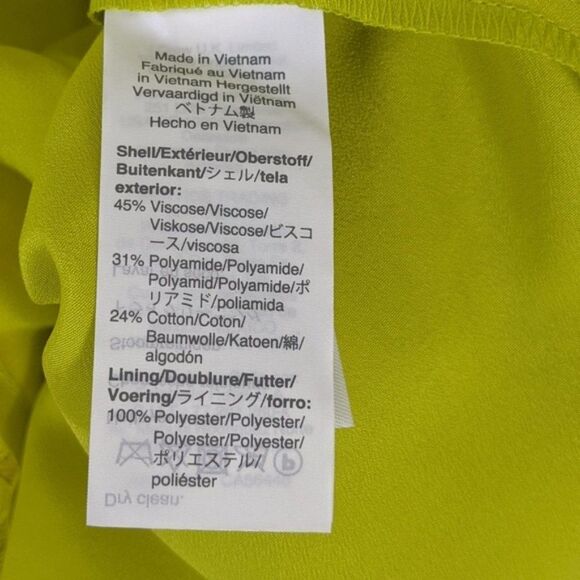 Made in Vietnam
Fabriqué au Vietnam
in Vietnam Hergestellt
Vervaardigd in Viëtnam
ベトナム製
Hecho en Vietnam
Shell/Extérieur/Oberstoff/
Buitenkant/シェル/tela
exterior:
45% Viscose/Viscose/
Viskose/Viscose/ビスコ
ース/viscosa
31% Polyamide/Polyamide/
Polyamid/Polyamide/ポ
リアミド/poliamida
24% Cotton/Coton/
Baumwolle/Katoen/綿/
algodón
Lining/Doublure/Futter/
Voering/ライニング/forro:
100% Polyester/Polyester/
Polyester/Polyester/
ポリエステル/
poliéster
Dry clean.